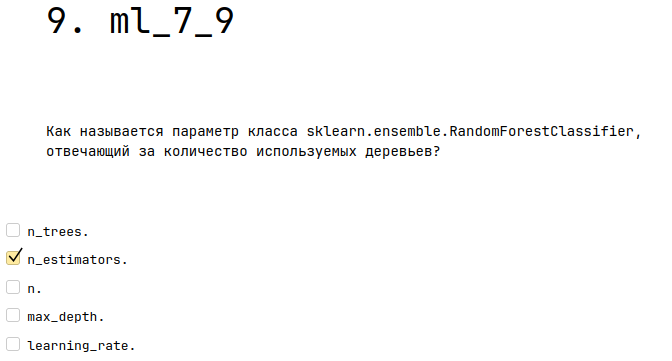 9. ml_7_9
Как называется параметр класса sklearn.ensemble.RandomForestClassifier,
отвечающий за количество используемых деревьев?
n_trees.
n_estimators.
n.
max_depth.
learning_rate.